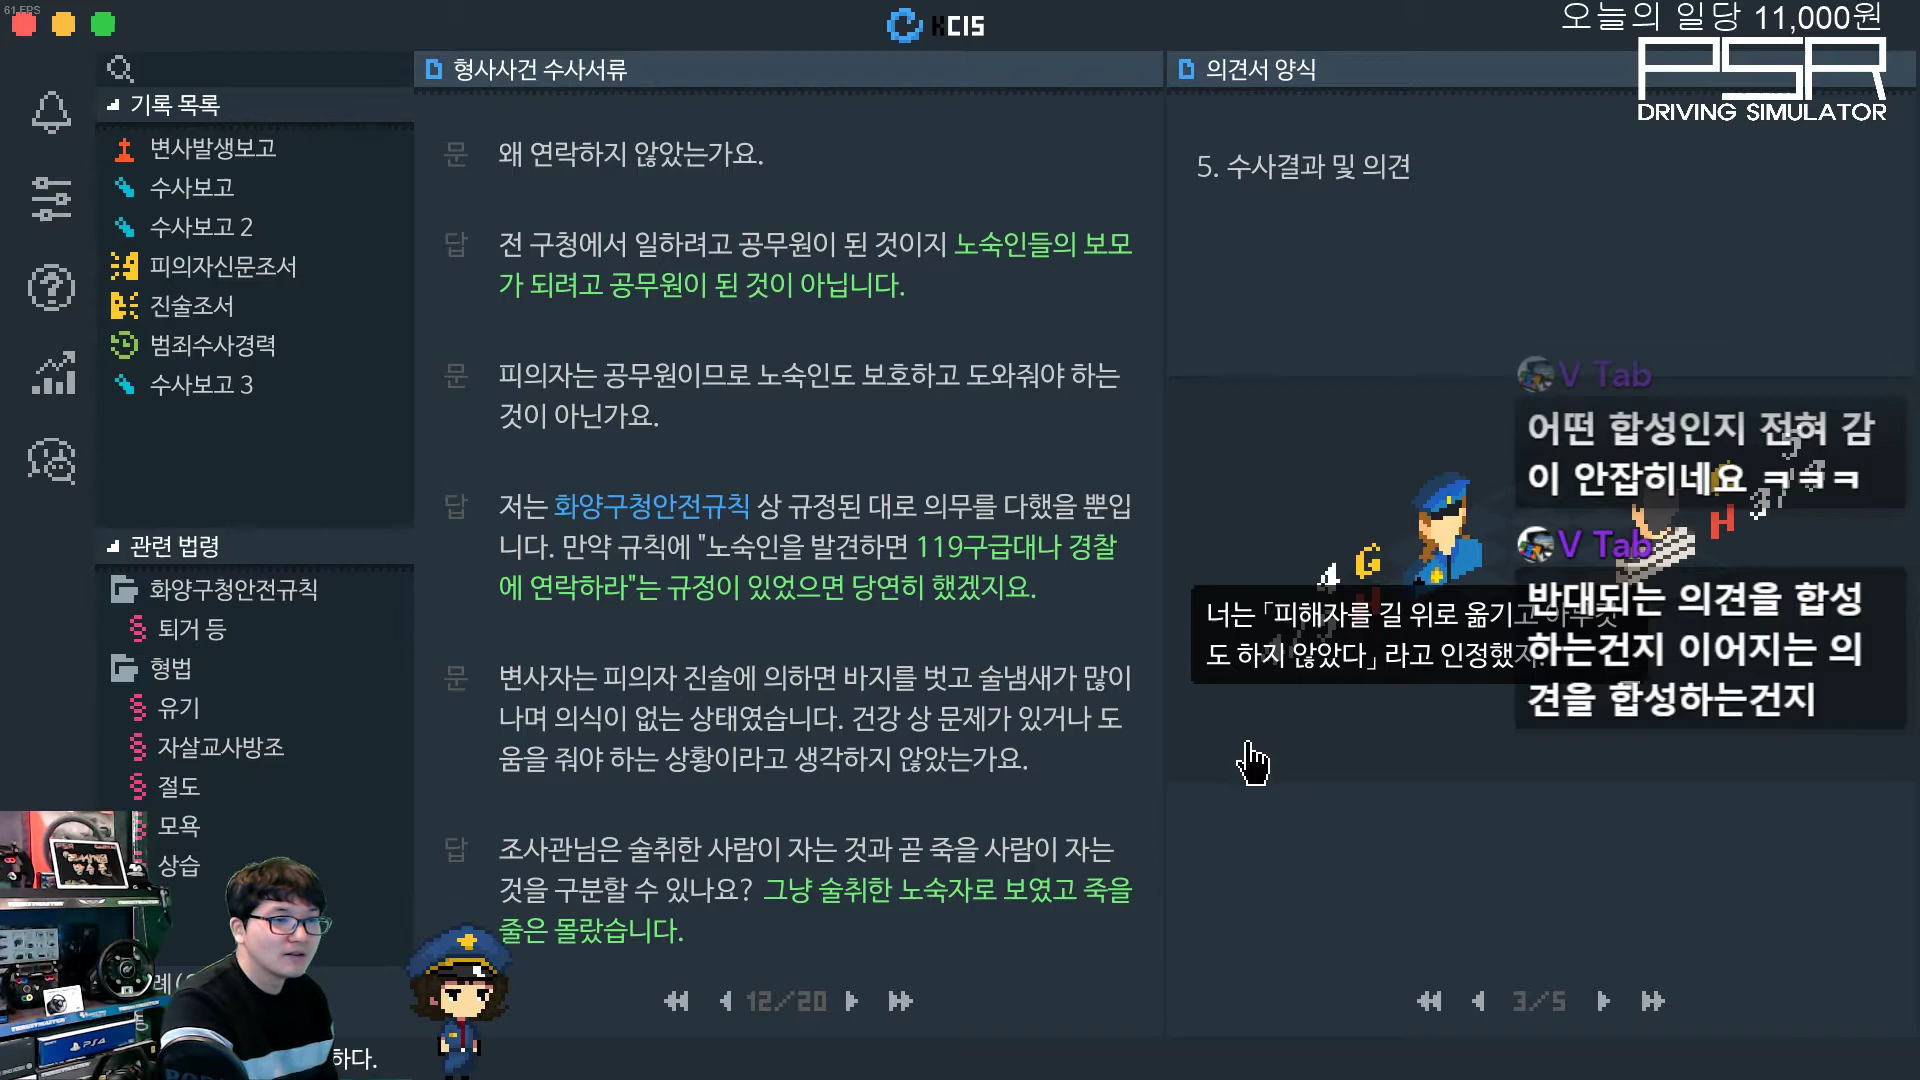 61 FPS
KCIS
오늘의 일당 11,000원
PSR
DRIVING SIMULATOR
기록 목록
변사발생보고
수사보고
수사보고 2
피의자신문조서
진술조서
범죄수사경력
수사보고 3
관련 법령
화양구청안전규칙
퇴거 등
형법
유기
자살교사방조
절도
모욕
상습
하다.
형사사건 수사서류
문 왜 연락하지 않았는가요.
답 전 구청에서 일하려고 공무원이 된 것이지 노숙인들의 보모
가 되려고 공무원이 된 것이 아닙니다.
문 피의자는 공무원이므로 노숙인도 보호하고 도와줘야 하는
것이 아닌가요.
답 저는 화양구청안전규칙 상 규정된 대로 의무를 다했을 뿐입
니다. 만약 규칙에 "노숙인을 발견하면 119구급대나 경찰
에 연락하라"는 규정이 있었으면 당연히 했겠지요.
문 변사자는 피의자 진술에 의하면 바지를 벗고 술냄새가 많이
나며 의식이 없는 상태였습니다. 건강 상 문제가 있거나 도
움을 줘야 하는 상황이라고 생각하지 않았는가요.
답 조사관님은 술취한 사람이 자는 것과 곧 죽을 사람이 자는
것을 구분할 수 있나요? 그냥 술취한 노숙자로 보였고 죽을
줄은 몰랐습니다.
12/20
의견서 양식
5. 수사결과 및 의견
너는 「피해자를 길 위로 옮기고 아무것
도 하지 않았다」 라고 인정했지.
V Tab
어떤 합성인지 전혀 감
이 안잡히네요 ㅋㅋㅋ
V Tab
반대되는 의견을 합성
하는건지 이어지는 의
견을 합성하는건지
3/5
PS4